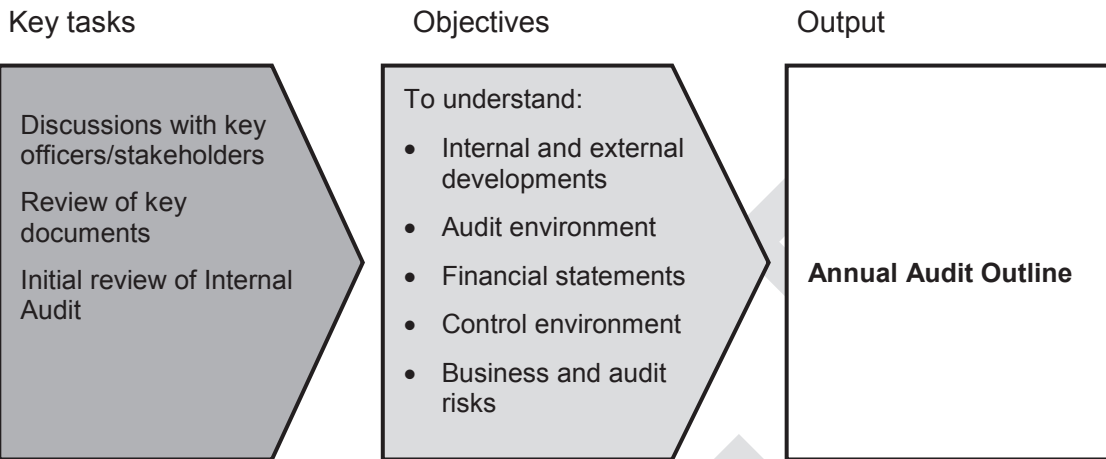 Key tasks
Objectives
Output
Discussions with key
officers/stakeholders
Review of key
documents
Initial review of Internal
Audit
To understand:
• Internal and external
developments
• Audit environment
• Financial statements
• Control environment
• Business and audit
risks
Annual Audit Outline